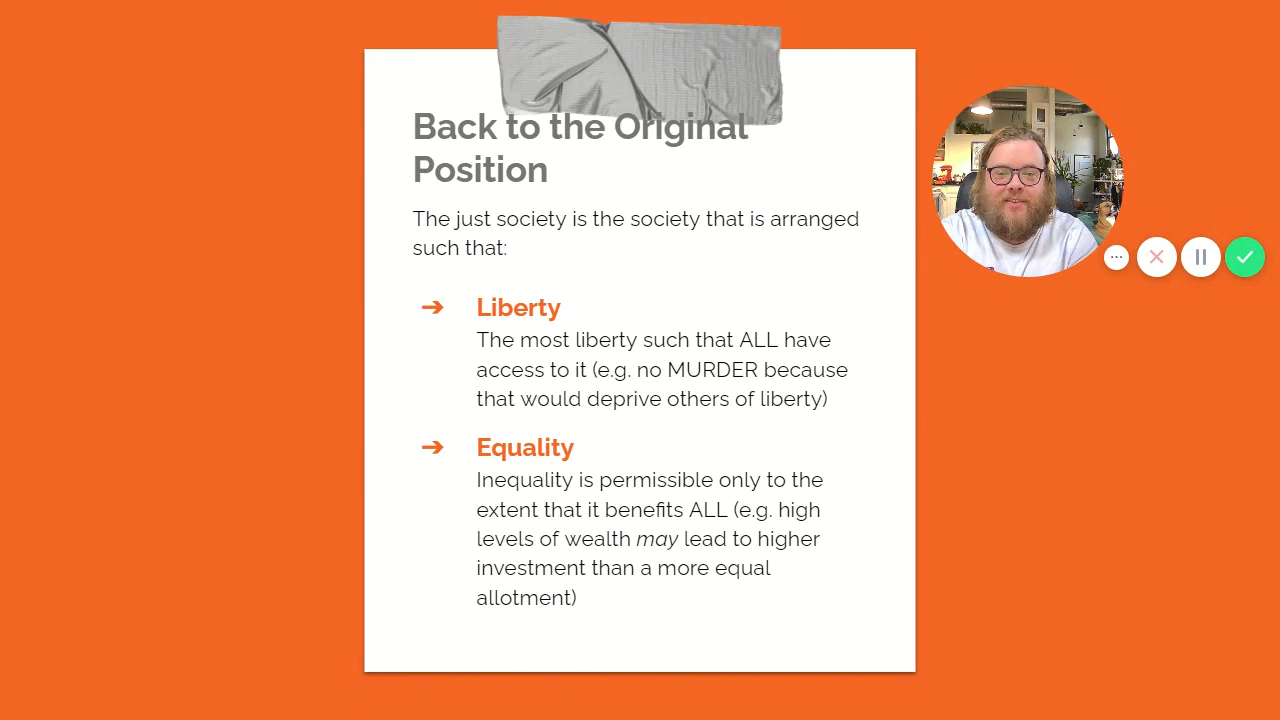 Back to the Original
Position
The just society is the society that is arranged
such that:
➔ Liberty
The most liberty such that ALL have
access to it (e.g. no MURDER because
that would deprive others of liberty)
➔ Equality
Inequality is permissible only to the
extent that it benefits ALL (e.g. high
levels of wealth may lead to higher
investment than a more equal
allotment)